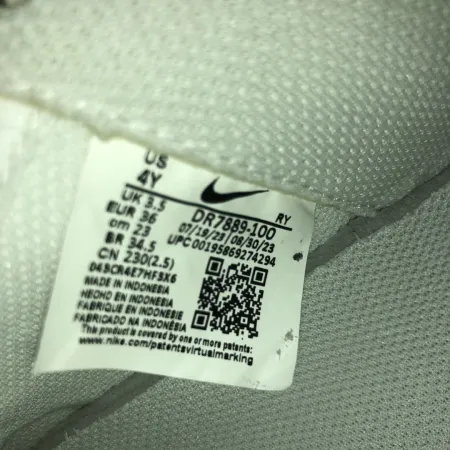 US
4Y
UK 3.5
EUR 36
cm 23
BR 34.5
CN 230(2.5)
RY
DR7889-100
07/19/23 08/30/23
UPC 00195869274294
MADE IN INDONESIA
HECHO EN INDONESIA
FABRIQUE EN INDONESIE
FABRICADO NA INDONÉSIA
This product is covered by one or more patents:
www.nike.com/patentsvirtualmarking